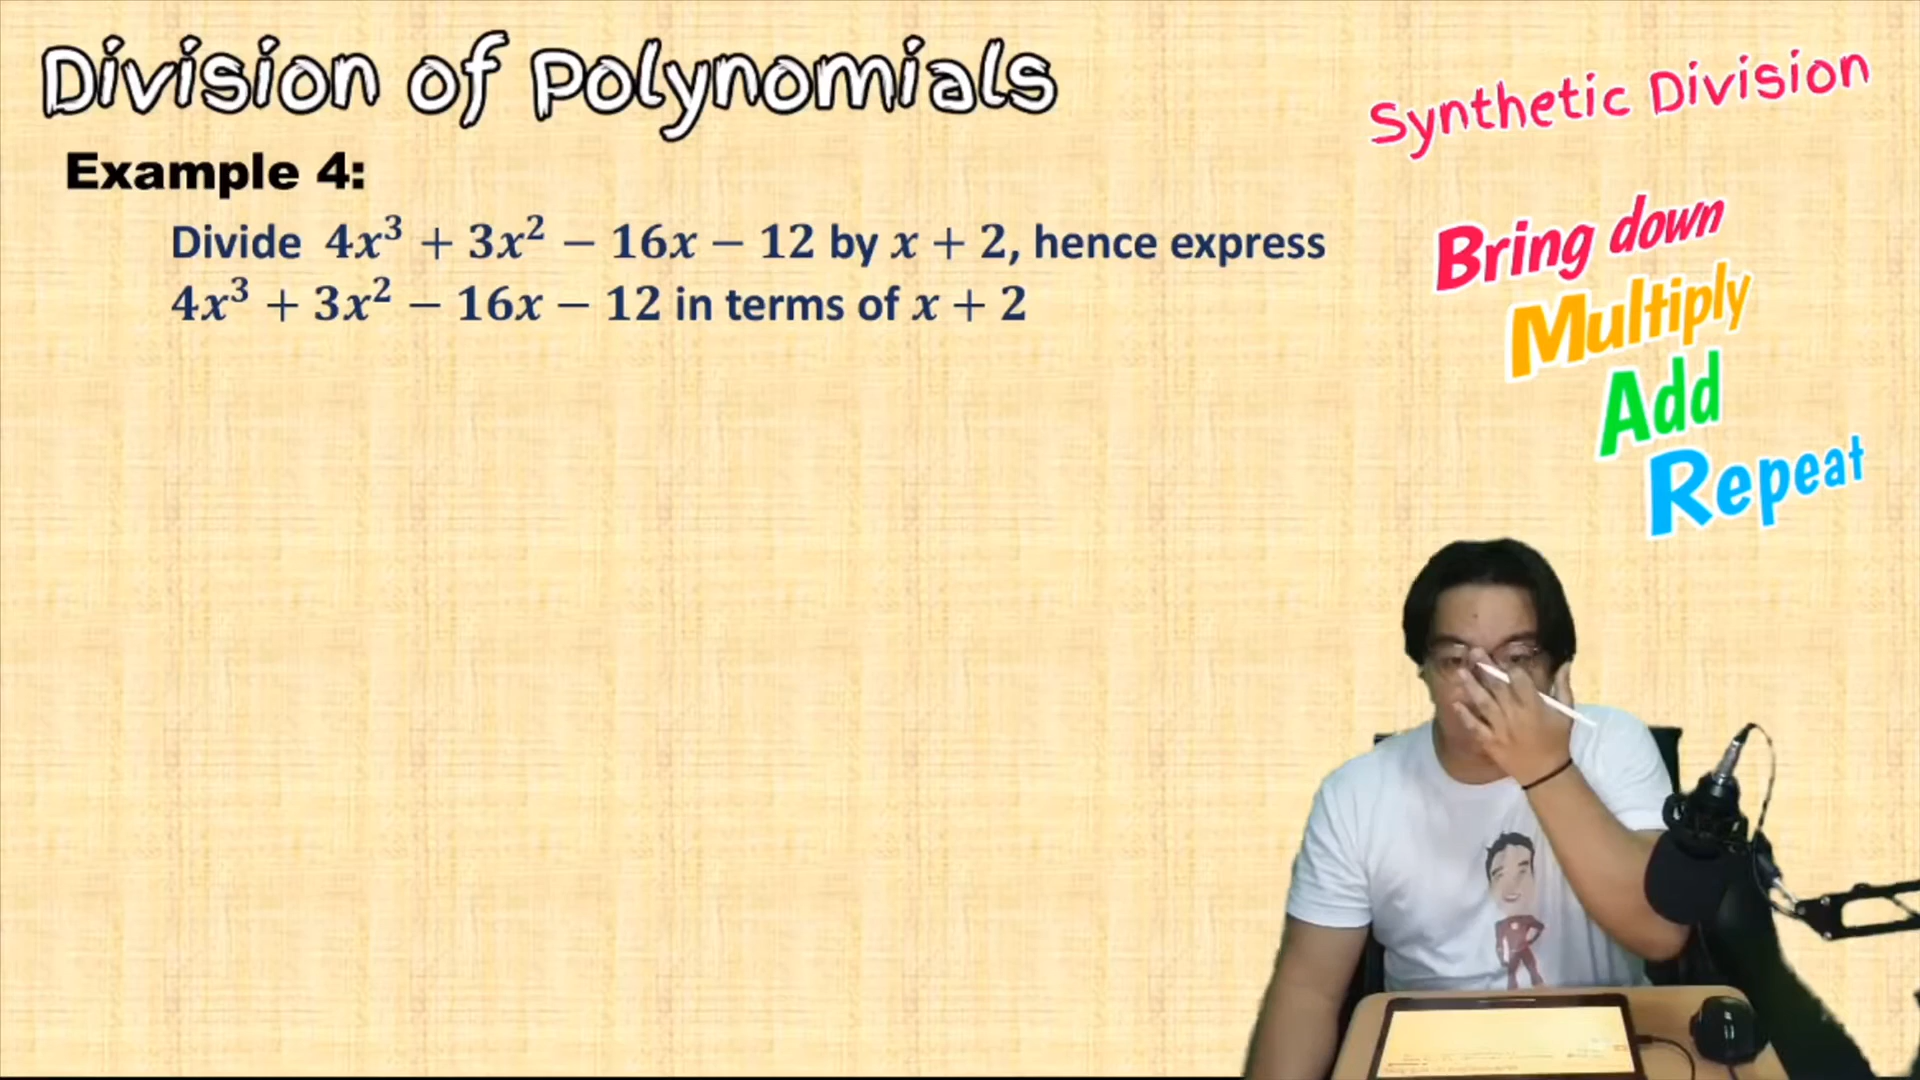 Division of Polynomials
Synthetic Division
Example 4:
Divide 4x³ + 3x² − 16x − 12 by x + 2, hence express
4x³ + 3x² − 16x − 12 in terms of x + 2
Bring down
Multiply
Add
Repeat